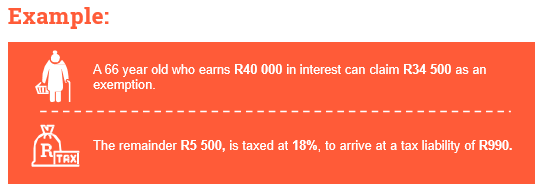 Example:
A 66 year old who earns R40 000 in interest can claim R34 500 as an
exemption.
The remainder R5 500, is taxed at 18%, to arrive at a tax liability of R990.
R TAX